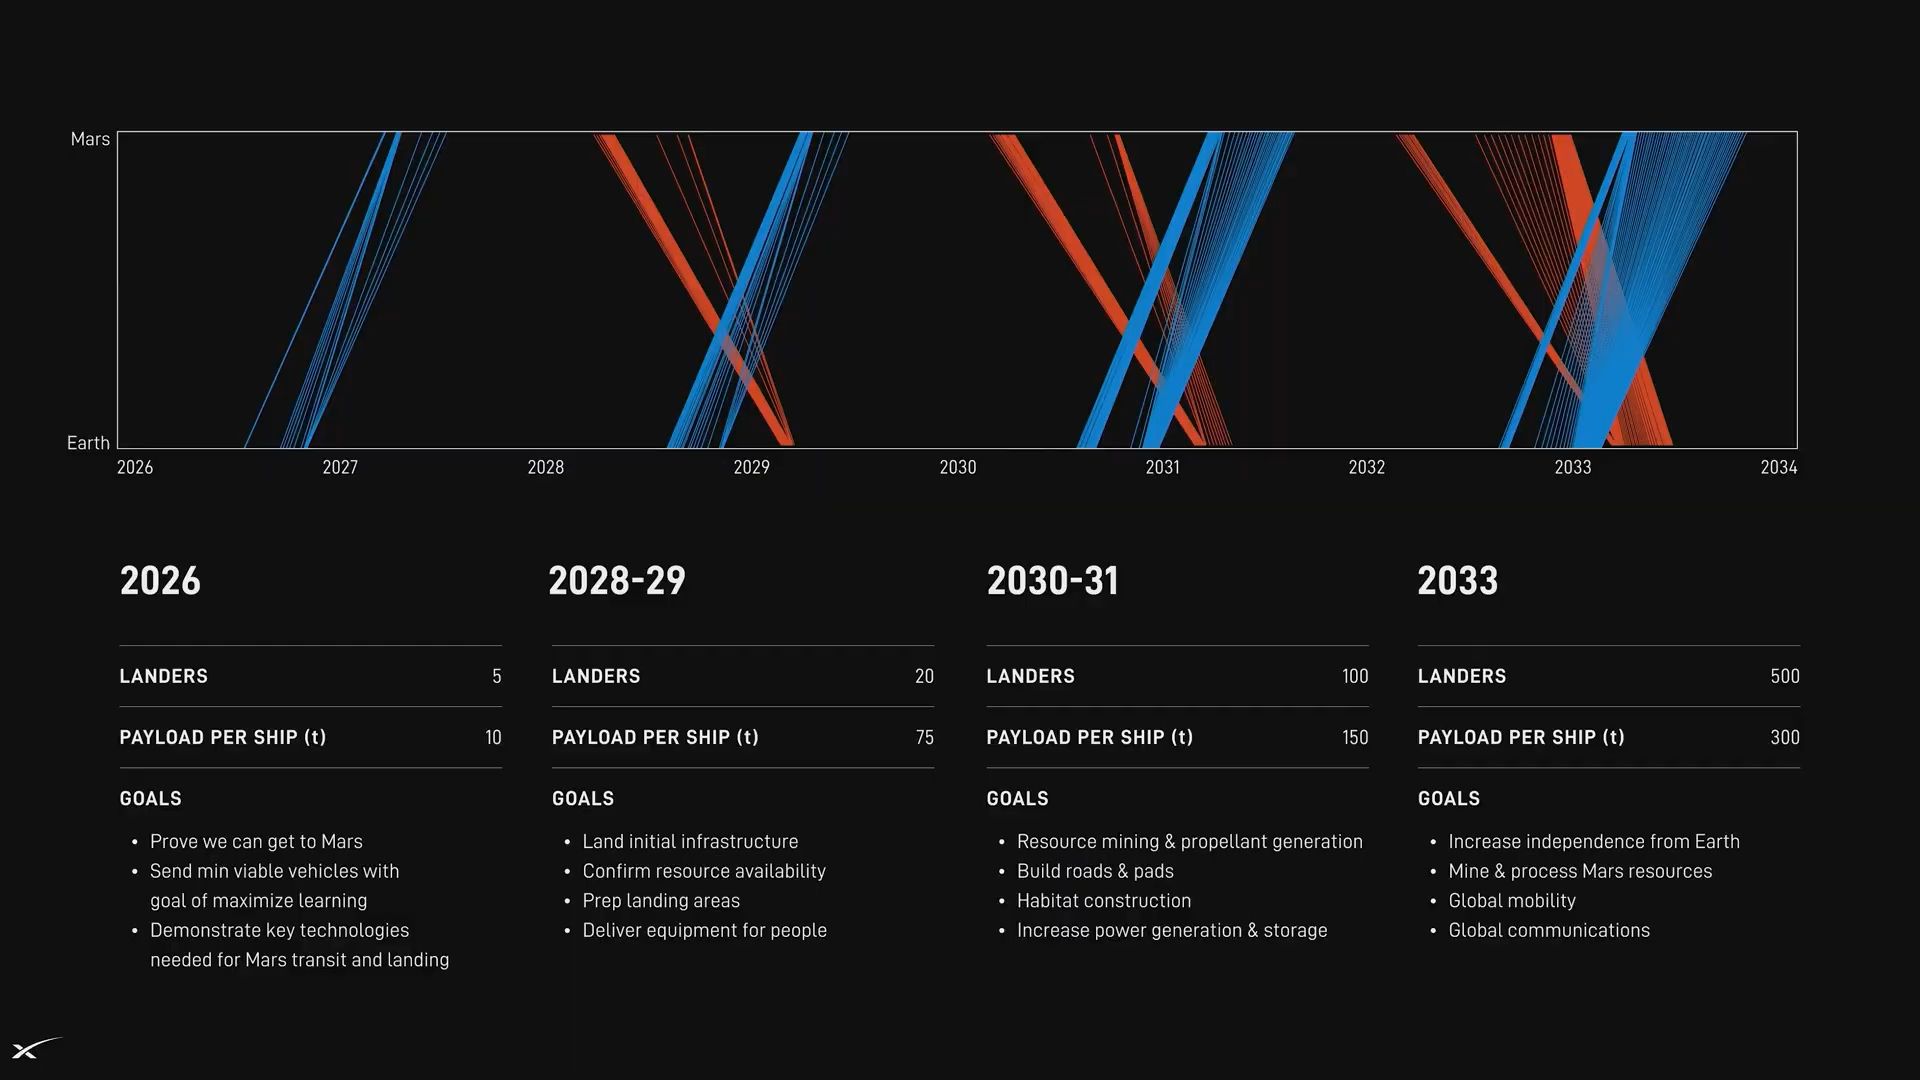 Mars
Earth
2026 2027 2028 2029 2030 2031 2032 2033 2034
2026
LANDERS 5
PAYLOAD PER SHIP (t) 10
GOALS
• Prove we can get to Mars
• Send min viable vehicles with
goal of maximize learning
• Demonstrate key technologies
needed for Mars transit and landing
2028-29
LANDERS 20
PAYLOAD PER SHIP (t) 75
GOALS
• Land initial infrastructure
• Confirm resource availability
• Prep landing areas
• Deliver equipment for people
2030-31
LANDERS 100
PAYLOAD PER SHIP (t) 150
GOALS
• Resource mining & propellant generation
• Build roads & pads
• Habitat construction
• Increase power generation & storage
2033
LANDERS 500
PAYLOAD PER SHIP (t) 300
GOALS
• Increase independence from Earth
• Mine & process Mars resources
• Global mobility
• Global communications